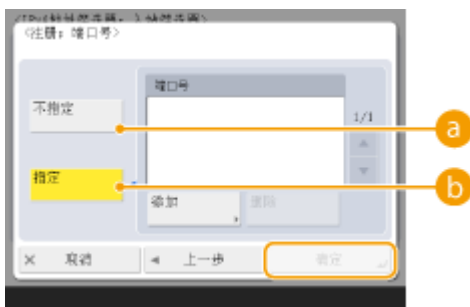 <注册: 端口号>
端口号
不指定
1/1
a
指定
b
添加
删除
× 取消
◄ 上一步
确定